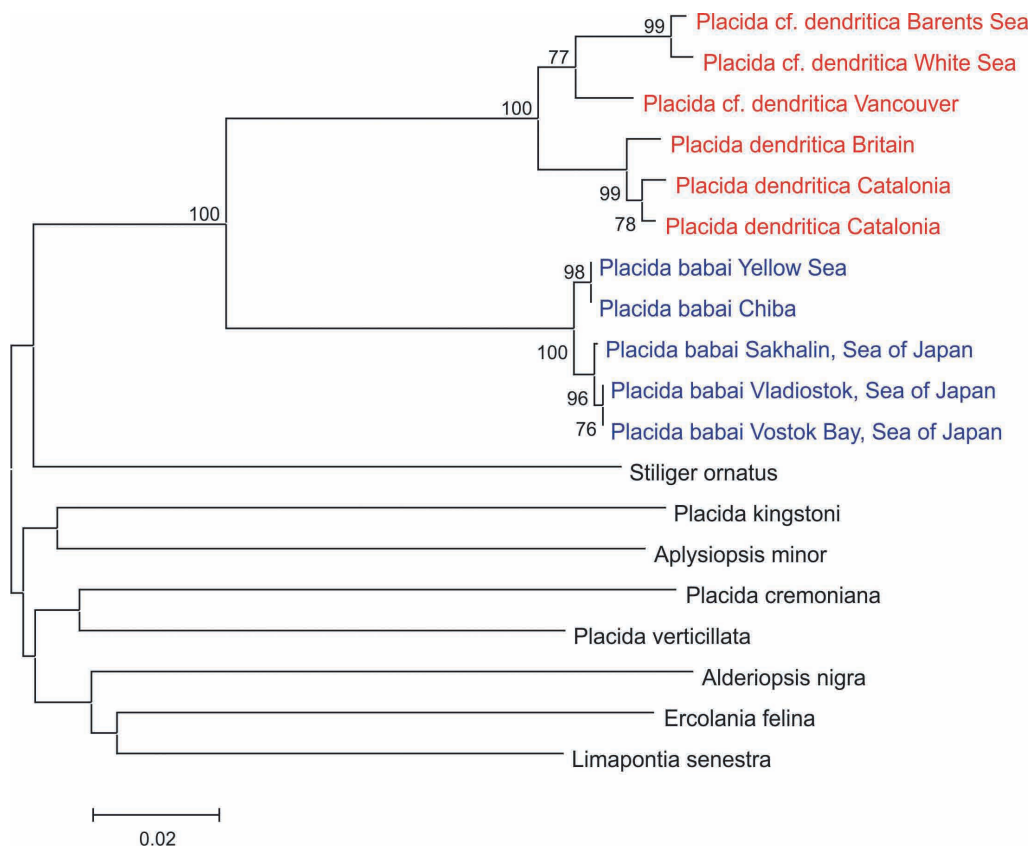 Placida cf. dendritica Barents Sea
99
Placida cf. dendritica White Sea
77
Placida cf. dendritica Vancouver
100
Placida dendritica Britain
Placida dendritica Catalonia
99
100
78
Placida dendritica Catalonia
Placida babai Yellow Sea
98
Placida babai Chiba
Placida babai Sakhalin, Sea of Japan
100
Placida babai Vladiostok, Sea of Japan
96
76
Placida babai Vostok Bay, Sea of Japan
Stiliger ornatus
Placida kingstoni
Aplysiopsis minor
Placida cremoniana
Placida verticillata
Alderiopsis nigra
Ercolania felina
Limapontia senestra
0.02